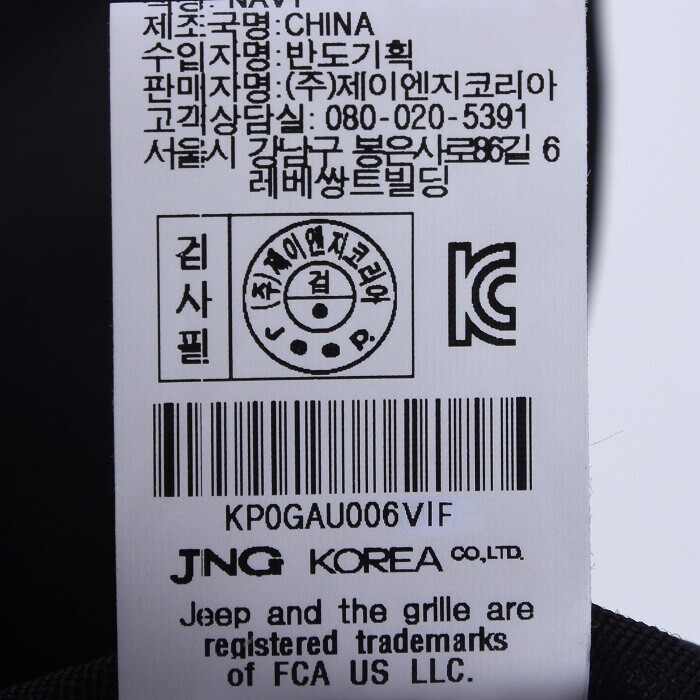 색상: NAVY
제조국명:CHINA
수입자명:반도기획
판매자명:(주)제이엔지코리아
고객상담실: 080-020-5391
서울시 강남구 봉은사로86길 6
레베쌍트빌딩
검사필
(주)제이엔지코리아
검
J P.
KC
KP0GAU006VIF
JNG KOREA CO.,LTD.
Jeep and the grille are
registered trademarks
of FCA US LLC.